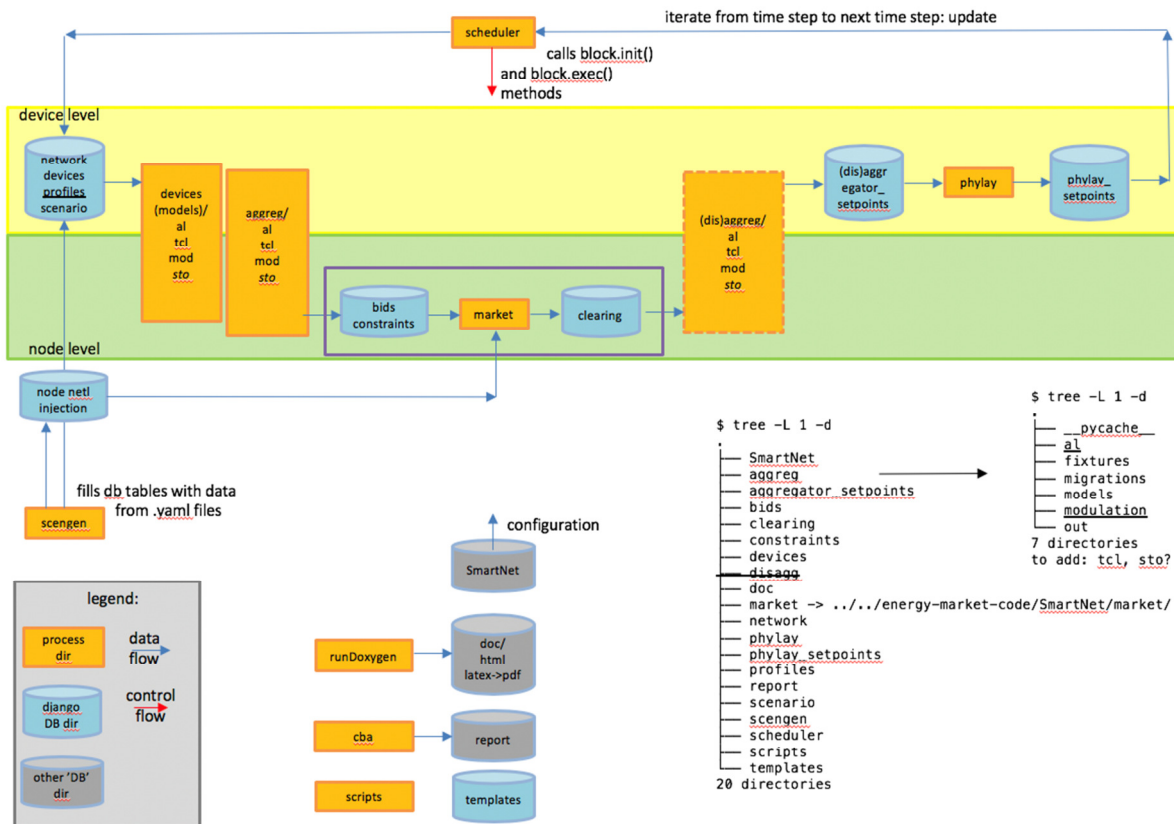 iterate from time step to next time step: update
scheduler
calls block.init()
and block.exec()
methods
device level
network
devices
profiles
scenario
devices
(models)/
al
tcl
mod
sto
aggreg/
al
tcl
mod
sto
(dis)aggreg/
al
tcl
mod
sto
(dis)aggr
egator_
setpoints
phylay
phylay_
setpoints
bids
constraints
market
clearing
node level
node netl
injection
fills db tables with data
from .yaml files
scengen
configuration
SmartNet
runDoxygen
doc/
html
latex->pdf
cba
report
scripts
templates
legend:
process
dir
data
flow
django
DB dir
control
flow
other 'DB'
dir
$ tree -L 1 -d
.
├── SmartNet
├── aggreg
├── aggregator_setpoints
├── bids
├── clearing
├── constraints
├── devices
├── disagg
├── doc
├── market -> ../../energy-market-code/SmartNet/market/
├── network
├── phylay
├── phylay_setpoints
├── profiles
├── report
├── scenario
├── scengen
├── scheduler
├── scripts
└── templates
20 directories
$ tree -L 1 -d
.
├── __pycache__
├── al
├── fixtures
├── migrations
├── models
├── modulation
└── out
7 directories
to add: tcl, sto?